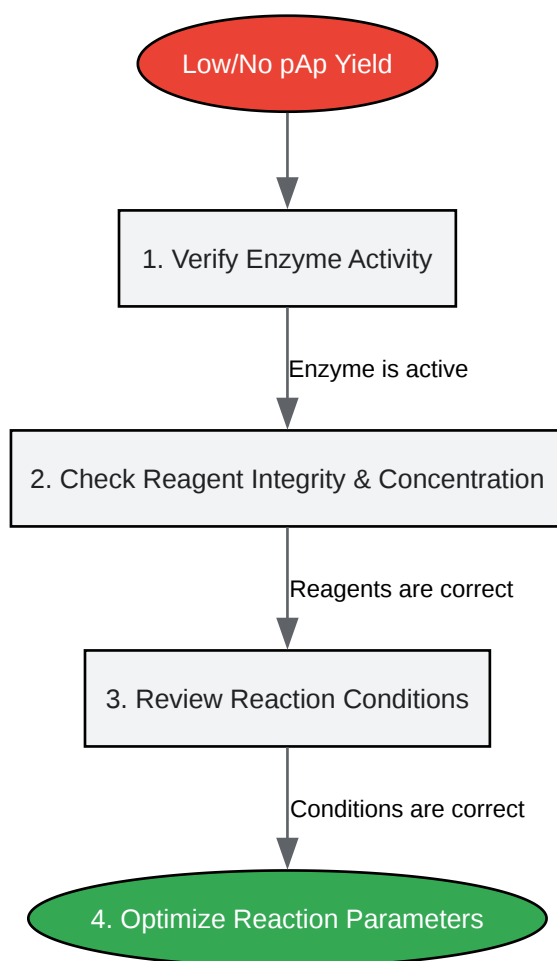 Low/No pAp Yield
1. Verify Enzyme Activity
Enzyme is active
2. Check Reagent Integrity & Concentration
Reagents are correct
3. Review Reaction Conditions
Conditions are correct
4. Optimize Reaction Parameters